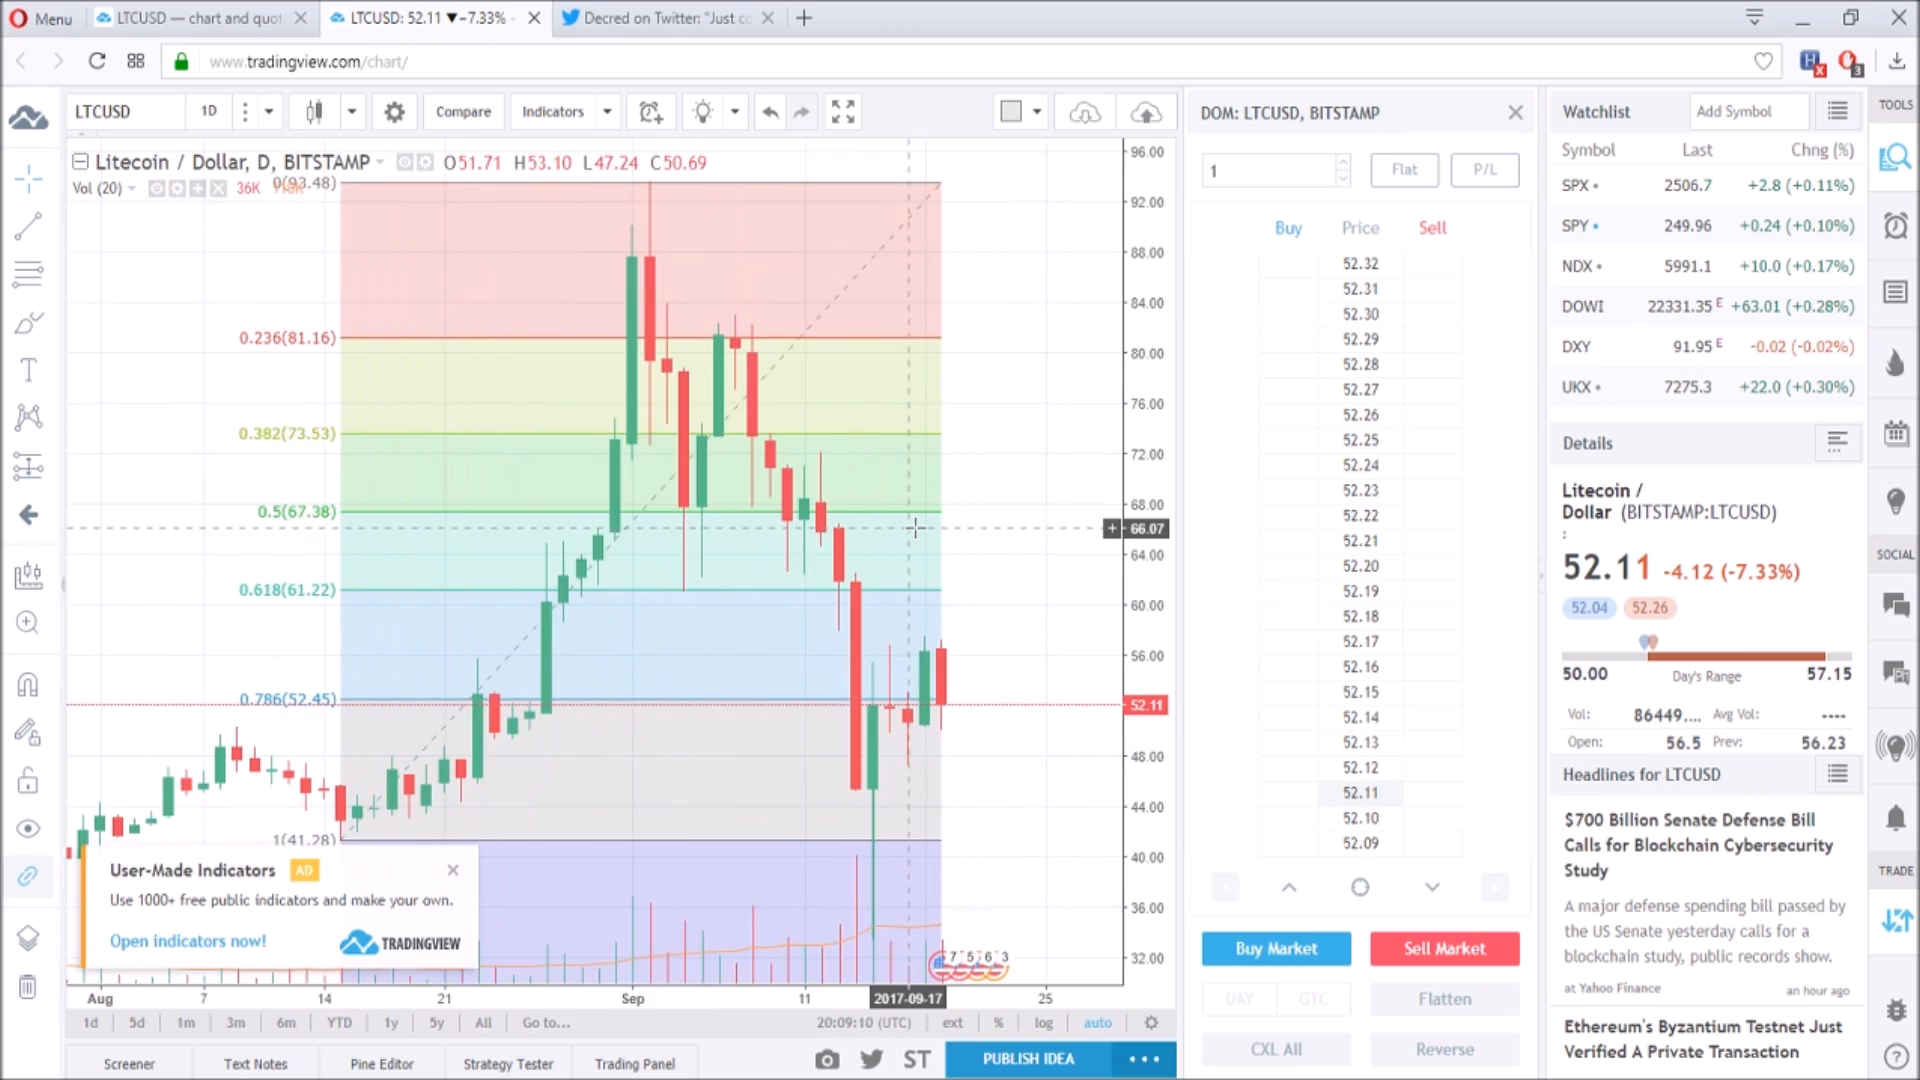 Menu
LTCUSD — chart and quot
LTCUSD: 52.11 ▼−7.33% -
Decred on Twitter: "Just co
www.tradingview.com/chart/
3
LTCUSD
1D
Compare
Indicators
Litecoin / Dollar, D, BITSTAMP
O51.71 H53.10 L47.24 C50.69
Vol (20)
36K
0(93.48)
0.236(81.16)
0.382(73.53)
0.5(67.38)
0.618(61.22)
0.786(52.45)
1(41.28)
96.00
92.00
88.00
84.00
80.00
76.00
72.00
68.00
66.07
64.00
60.00
56.00
52.11
48.00
44.00
40.00
36.00
32.00
User-Made Indicators AD
Use 1000+ free public indicators and make your own.
Open indicators now!
TRADINGVIEW
7 5 6 3
Aug 7 14 21 Sep 11 2017-09-17 25
1d 5d 1m 3m 6m YTD 1y 5y All Go to...
20:09:10 (UTC) ext % log auto
Screener Text Notes Pine Editor Strategy Tester Trading Panel
ST
PUBLISH IDEA
DOM: LTCUSD, BITSTAMP
1 Flat P/L
Buy Price Sell
52.32
52.31
52.30
52.29
52.28
52.27
52.26
52.25
52.24
52.23
52.22
52.21
52.20
52.19
52.18
52.17
52.16
52.15
52.14
52.13
52.12
52.11
52.10
52.09
Buy Market Sell Market
DAY GTC Flatten
CXL All Reverse
Watchlist Add Symbol
Symbol Last Chng (%)
SPX 2506.7 +2.8 (+0.11%)
SPY 249.96 +0.24 (+0.10%)
NDX 5991.1 +10.0 (+0.17%)
DOWI 22331.35 E +63.01 (+0.28%)
DXY 91.95 E -0.02 (-0.02%)
UKX 7275.3 +22.0 (+0.30%)
Details
Litecoin /
Dollar (BITSTAMP:LTCUSD)
:
52.11 -4.12 (-7.33%)
52.04 52.26
50.00 Day's Range 57.15
Vol: 86449.... Avg Vol: ----
Open: 56.5 Prev: 56.23
Headlines for LTCUSD
$700 Billion Senate Defense Bill
Calls for Blockchain Cybersecurity
Study
A major defense spending bill passed by
the US Senate yesterday calls for a
blockchain study, public records show.
at Yahoo Finance an hour ago
Ethereum's Byzantium Testnet Just
Verified A Private Transaction
TOOLS
SOCIAL
TRADE